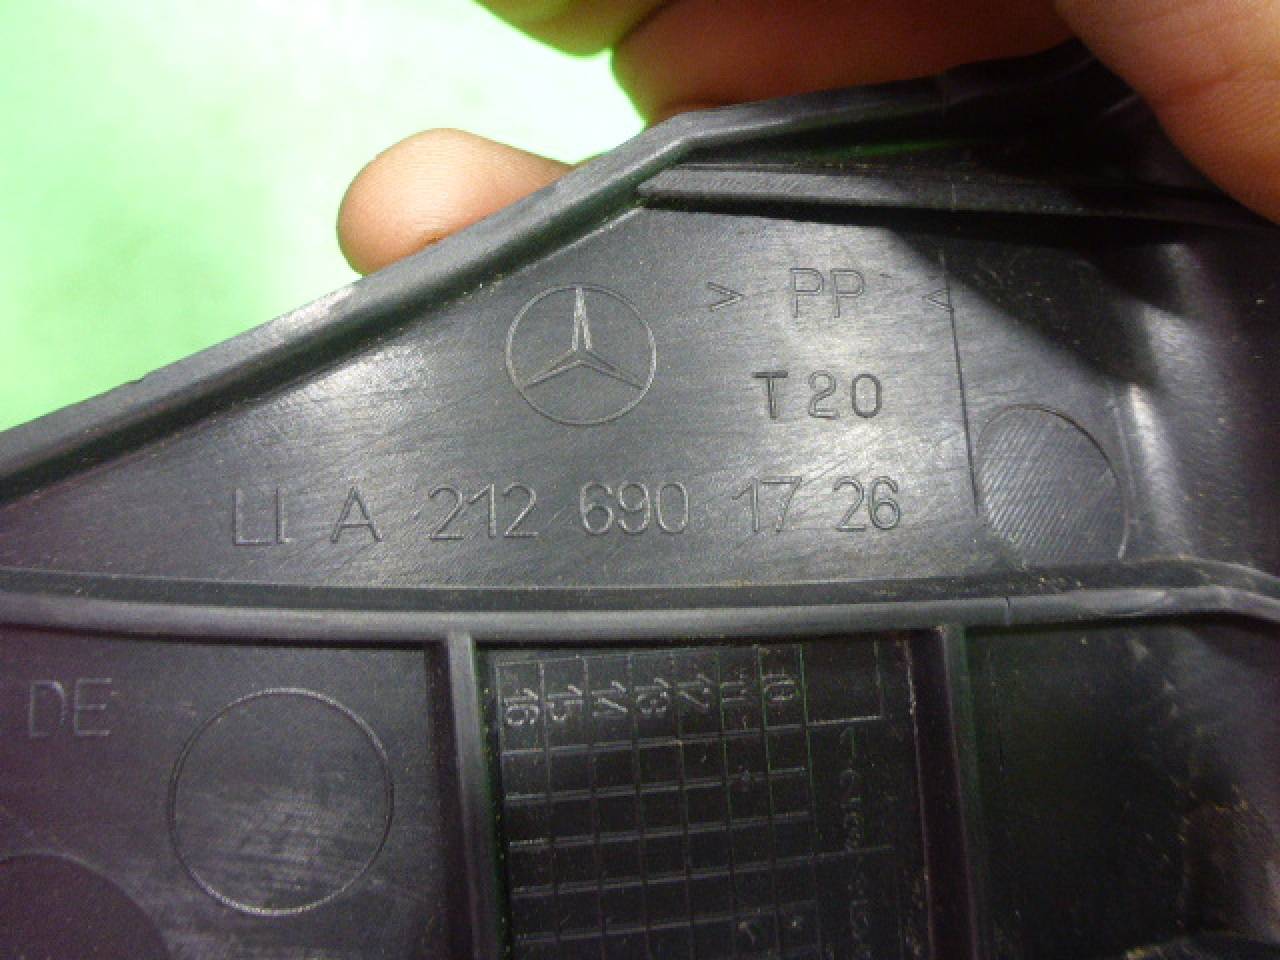 > PP <
T20
LI A 212 690 17 26
DE
16 15 14 13 12 11 10